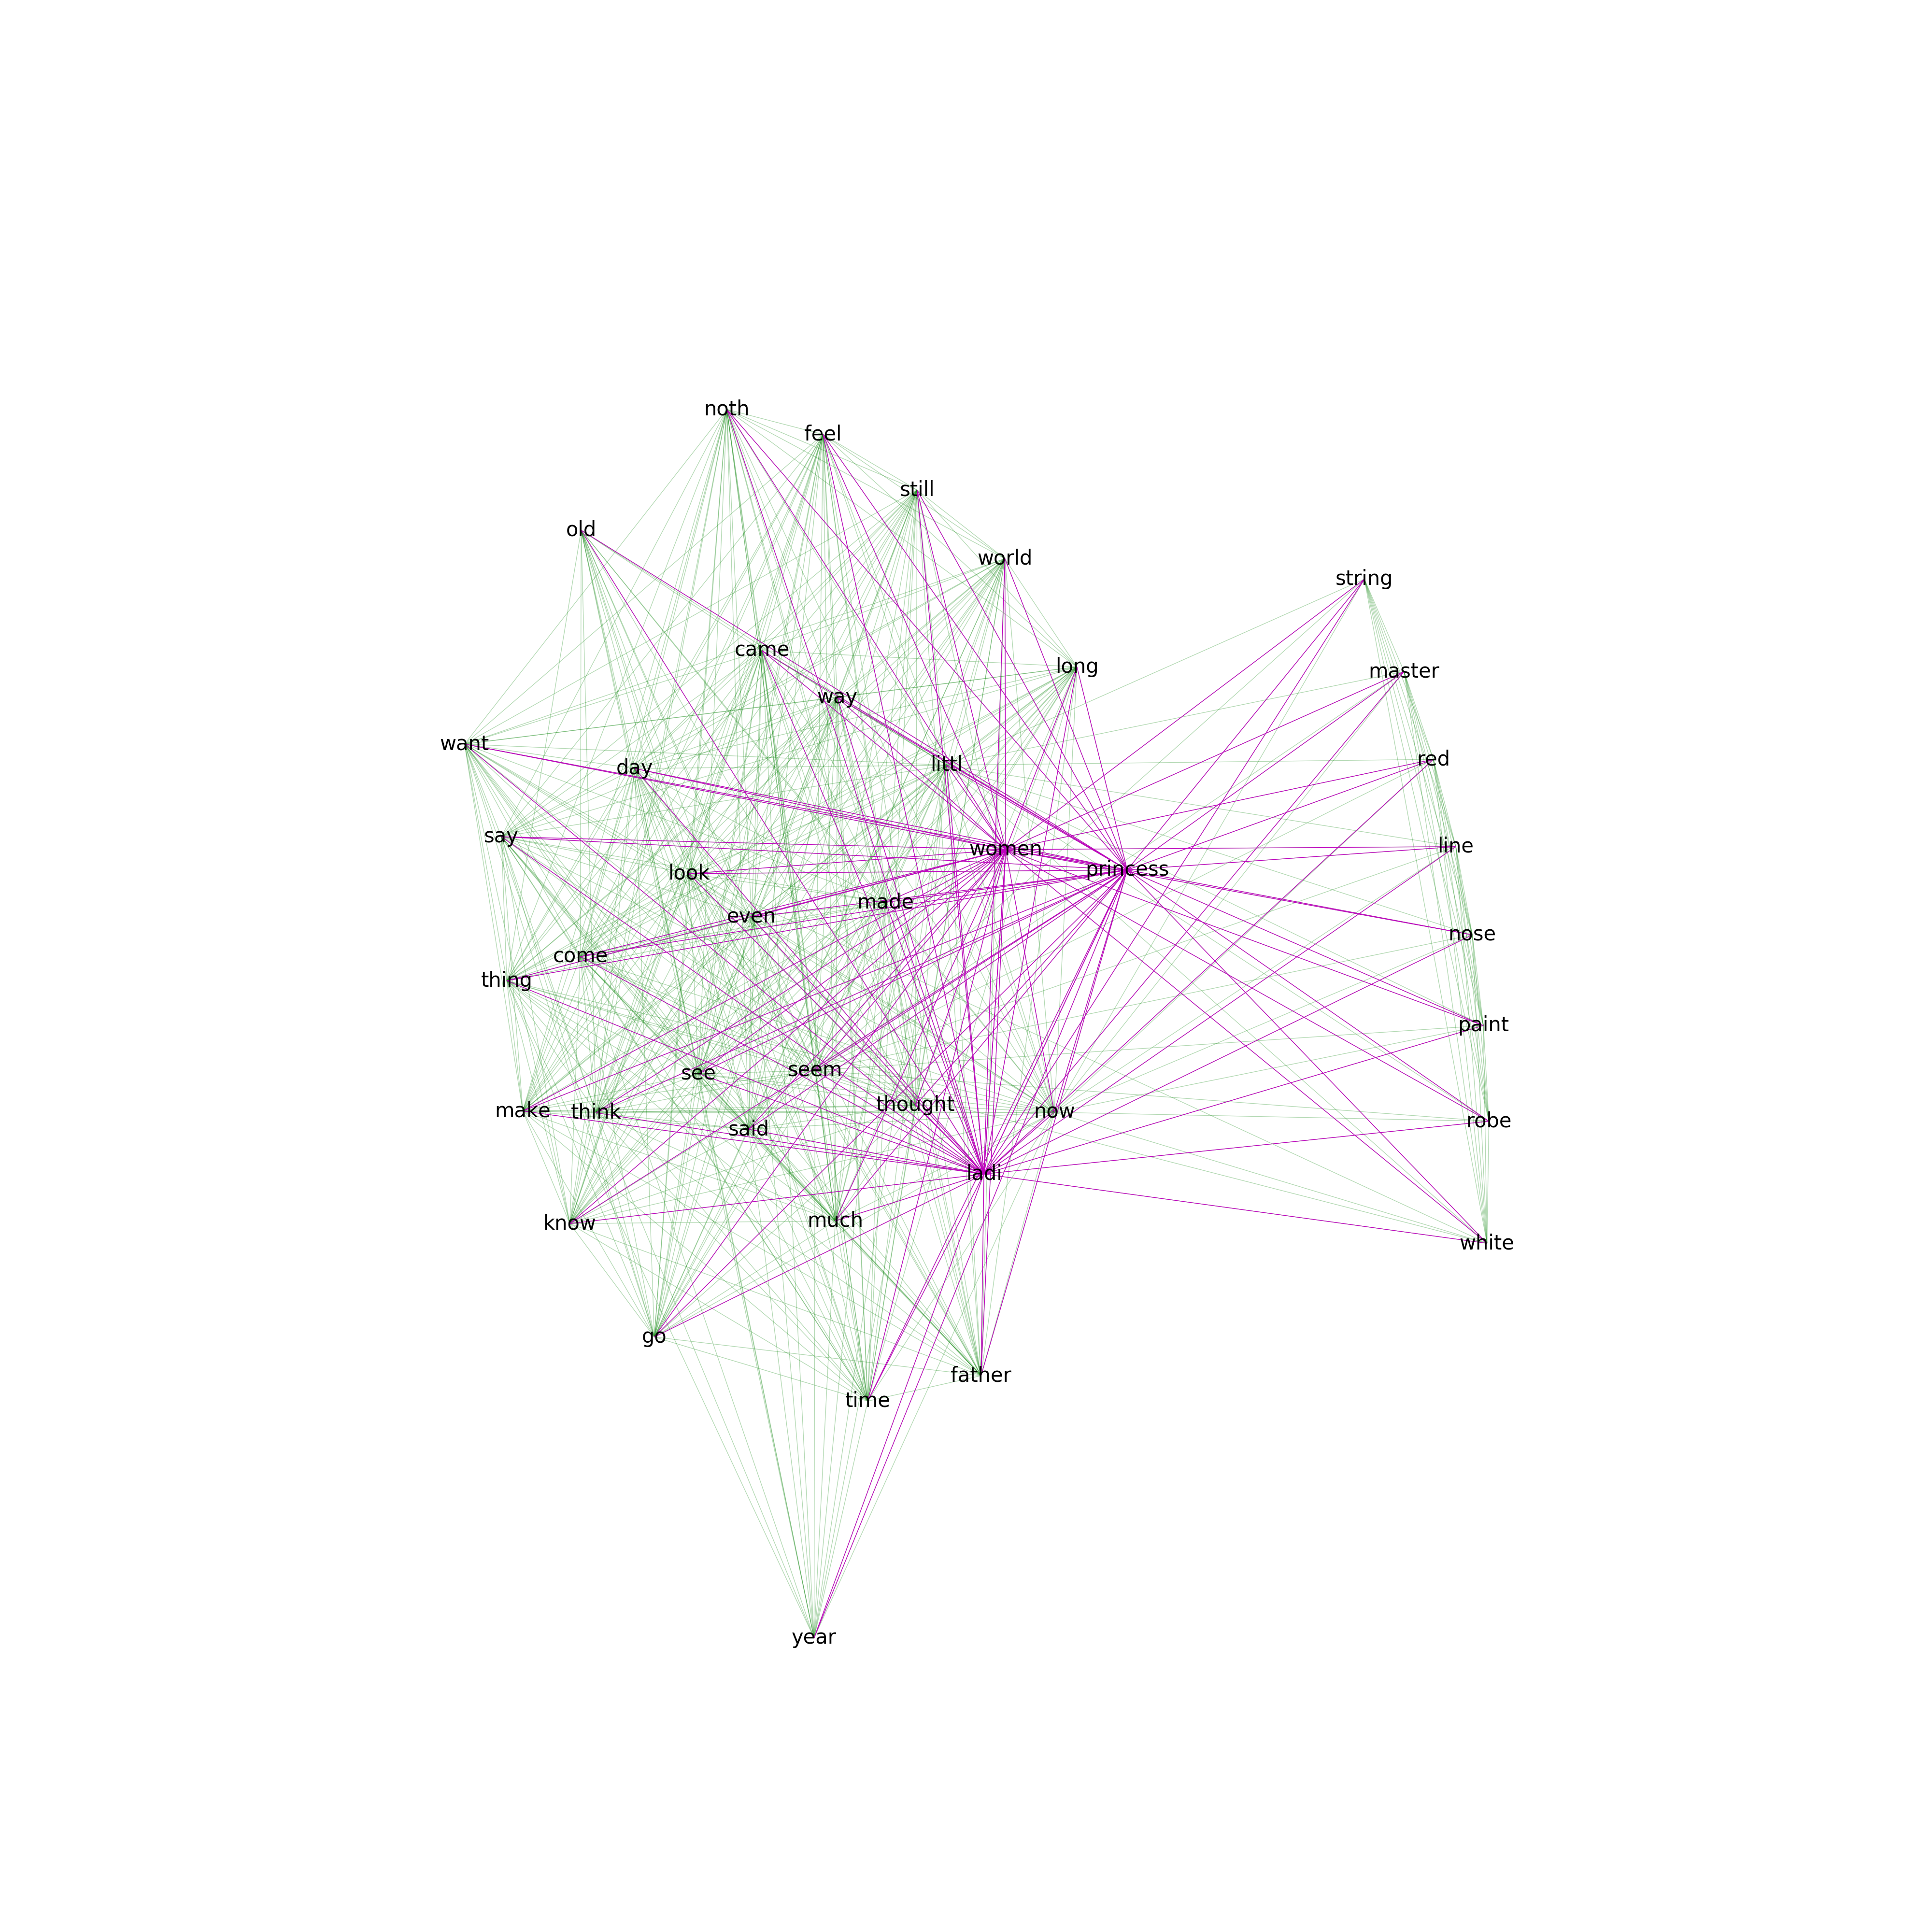 noth
feel
still
old
world
string
came
long
master
way
want
day
littl
red
say
women
line
look
princess
made
even
nose
come
thing
paint
see
seem
make
think
thought
now
robe
said
ladi
know
much
white
go
father
time
year